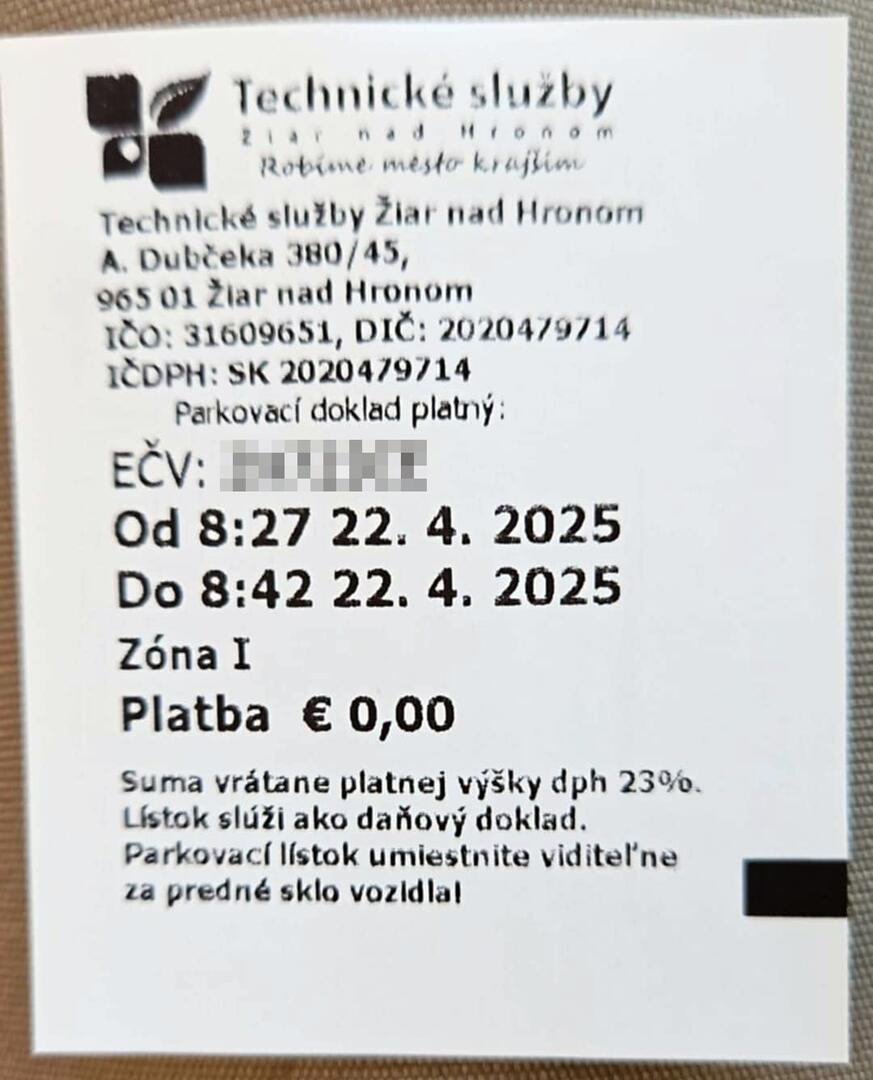 Technické služby
Žiar nad Hronom
Robíme mesto krajším
Technické služby Žiar nad Hronom
A. Dubčeka 380/45,
965 01 Žiar nad Hronom
IČO: 31609651, DIČ: 2020479714
IČDPH: SK 2020479714
Parkovací doklad platný:
EČV:
Od 8:27 22. 4. 2025
Do 8:42 22. 4. 2025
Zóna I
Platba € 0,00
Suma vrátane platnej výšky dph 23%.
Lístok slúži ako daňový doklad.
Parkovací lístok umiestnite viditeľne
za predné sklo vozidla!